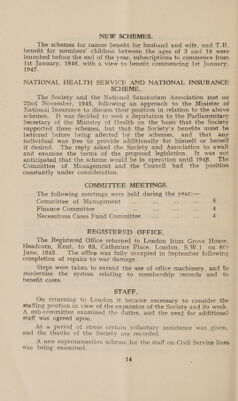 NEW SCHEMES.
The schemes for cancer benefit for husband and wife, and T.B.
benefit for members' children between the ages of 3 and 16 were
launched before the end of the year, subscriptions to commence from
1st January, 1946, with a view to benefit commencing 1st January,
1947.
NATIONAL HEALTH SERVICE AND NATIONAL INSURANCE
SCHEME.
The Society and the National Sanatorium Association met on
22nd November, 1945, following an approach to the Minister of
National Insurance to discuss their position in relation to the above
schemes. It was decided to seek a deputation to the Parliamentary
Secretary of the Ministry of Health on the basis that the Society
supported these schemes, but that the Society's benefits must be
bettered before being affected by the schemes, and that any
individual was free to provide additionally for himself or herself
if desired. The reply asked the Society and Association to await
and examine the terms of the proposed legislation. It was not
anticipated that the scheme would be in operation until 1948. The
Committee of Management and the Council had the position
constantly under consideration.
COMMITTEE MEETINGS.
The following meetings were held during the year:—
Committee of Management ... ... ... 5
Finance Committee ... ... ... 4
Necessitous Cases Fund Committee ... ... 4
REGISTERED OFFICE.
The Registered Office returned to London from Grove House,
Headcorn, Kent, to 63, Catherine Place, London, S.W.1 on
June, 1945. The office was fully occupied in September following
completion of repairs to war damage.
Steps were taken to extend the use of office machinery, and to
modernise the system relating to membership records and to
benefit cases.
STAFF.
On returning to London it became necessary to consider the
staffing position in view of the expansion of the Society and its work.
A sub-committee examined the duties, and the need for additional
staff was agreed upon.
At a period of stress certain voluntary assistance was given,
and the thanks of the Society are recorded.
A new superannuation scheme for the staff on Civil Service lines
was being examined.
14